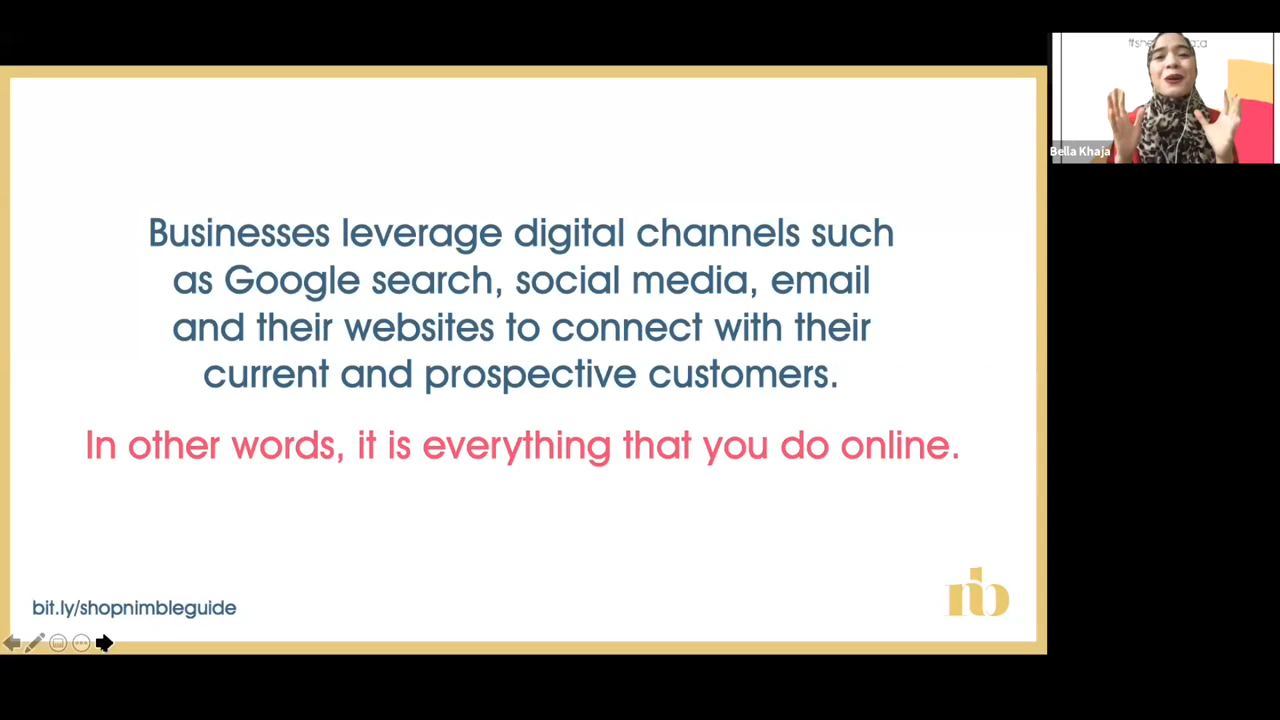 Businesses leverage digital channels such
as Google search, social media, email
and their websites to connect with their
current and prospective customers.
In other words, it is everything that you do online.
bit.ly/shopnimbleguide
nb
Bella Khaja